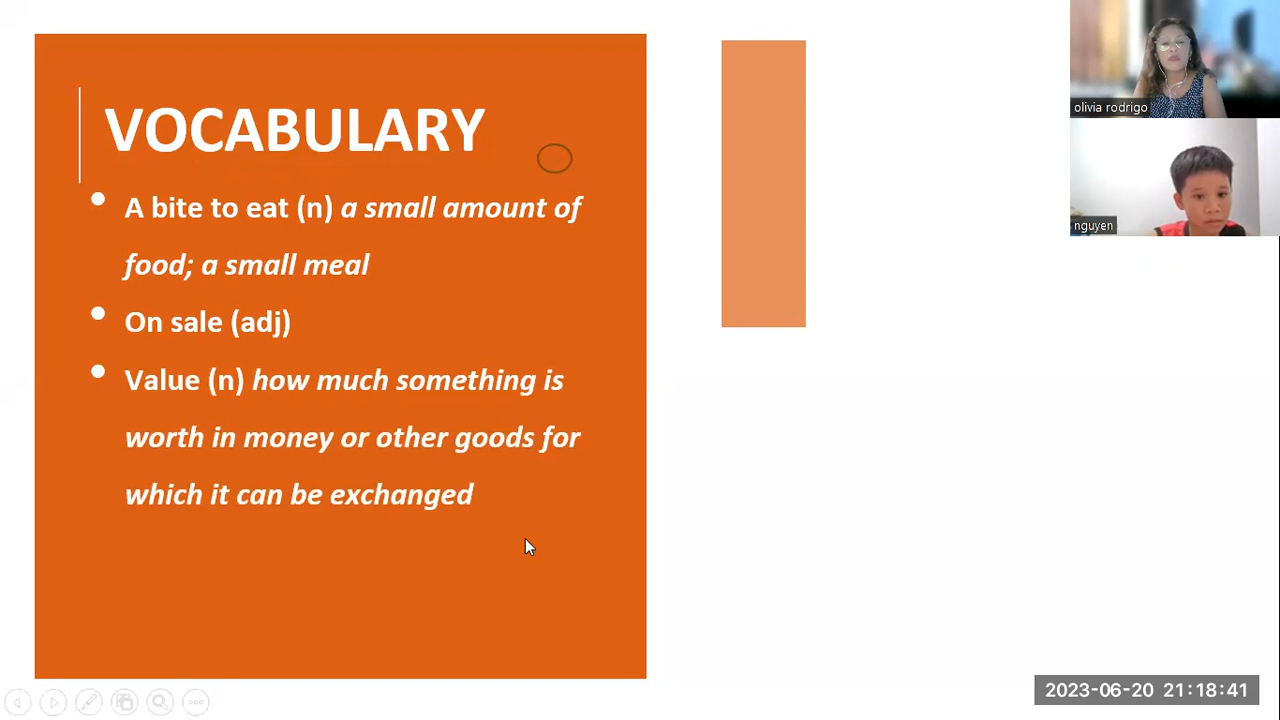 VOCABULARY
A bite to eat (n) a small amount of
food; a small meal
On sale (adj)
Value (n) how much something is
worth in money or other goods for
which it can be exchanged
olivia rodrigo
nguyen
2023-06-20 21:18:41